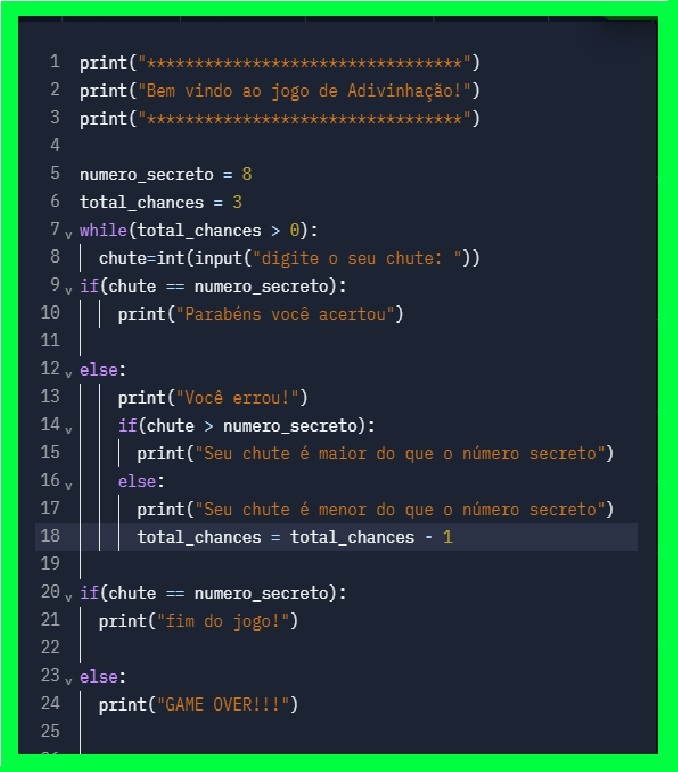 1 print("*********************************")
2 print("Bem vindo ao jogo de Adivinhação!")
3 print("*********************************")
4
5 numero_secreto = 8
6 total_chances = 3
7 while(total_chances > 0):
8   chute=int(input("digite o seu chute: "))
9 if(chute == numero_secreto):
10     print("Parabéns você acertou")
11
12 else:
13     print("Você errou!")
14     if(chute > numero_secreto):
15       print("Seu chute é maior do que o número secreto")
16     else:
17       print("Seu chute é menor do que o número secreto")
18       total_chances = total_chances - 1
19
20 if(chute == numero_secreto):
21   print("fim do jogo!")
22
23 else:
24   print("GAME OVER!!!")
25